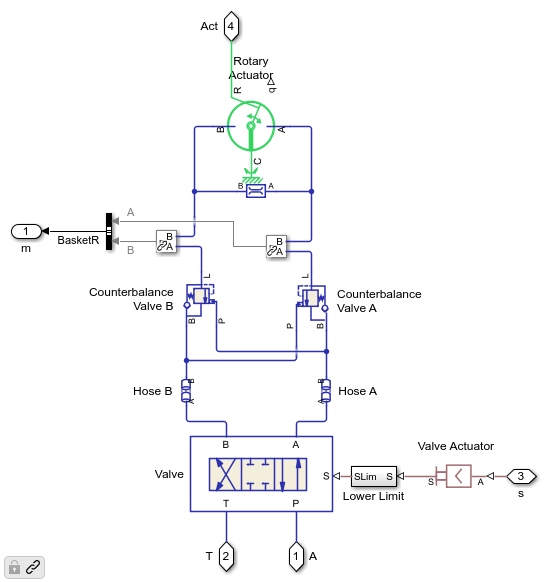 Act 4
Rotary
Actuator
R
q
B
A
C
B A
A
1
BasketR
B
A
B
A
m
B
L
L
Counterbalance
Valve B
Counterbalance
Valve A
B
P
P
B
Hose B
B
A
B
A
Hose A
B
A
Valve Actuator
Valve
S
SLim S
S
A
3
Lower Limit
s
T
P
T 2
1 A